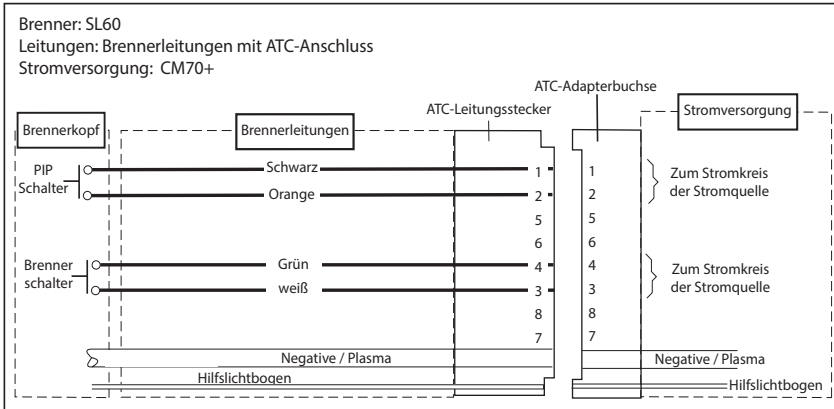 Brenner: SL60
Leitungen: Brennerleitungen mit ATC-Anschluss
Stromversorgung: CM70+
ATC-Adapterbuchse
ATC-Leitungsstecker
Stromversorgung
Brennerkopf
Brennerleitungen
PIP
Schalter
Schwarz
1
1
Zum Stromkreis
der Stromquelle
Orange
2
2
5
5
6
6
Brenner
schalter
Grün
4
4
Zum Stromkreis
der Stromquelle
weiß
3
3
8
8
7
7
Negative / Plasma
Negative / Plasma
Hilfslichtbogen
Hilfslichtbogen